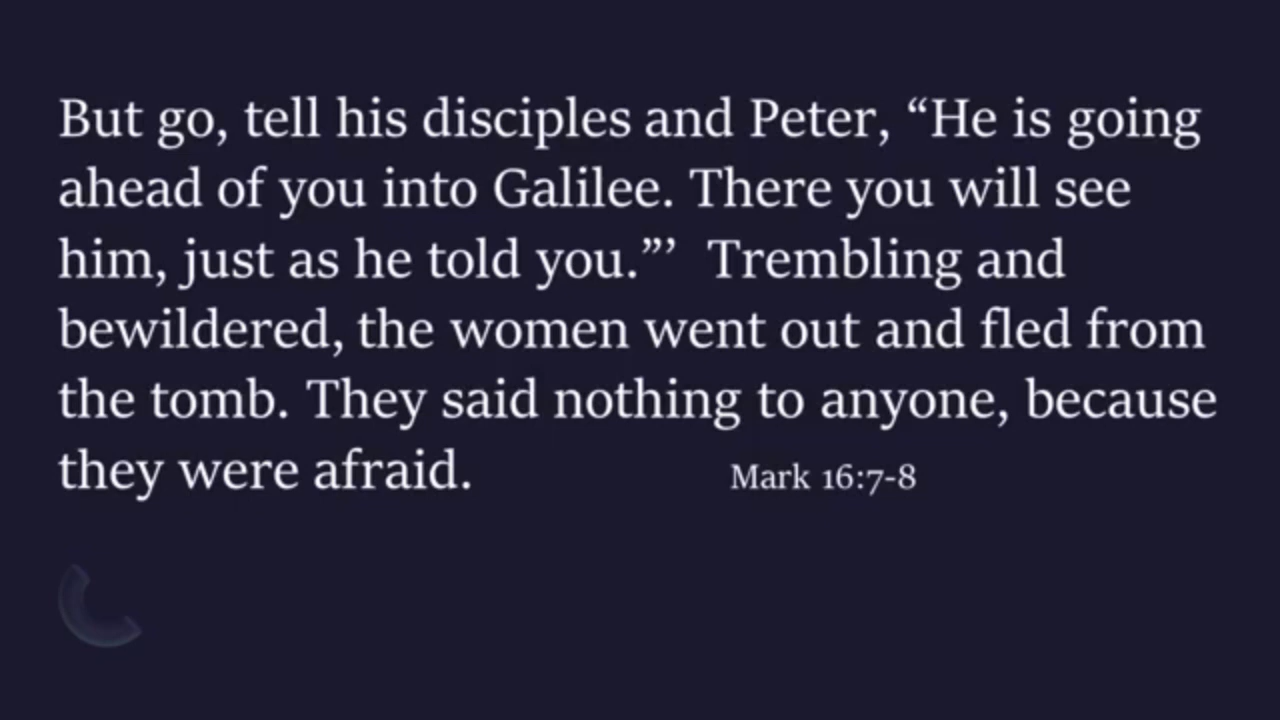 But go, tell his disciples and Peter, “He is going
ahead of you into Galilee. There you will see
him, just as he told you.”’  Trembling and
bewildered, the women went out and fled from
the tomb. They said nothing to anyone, because
they were afraid.
Mark 16:7-8